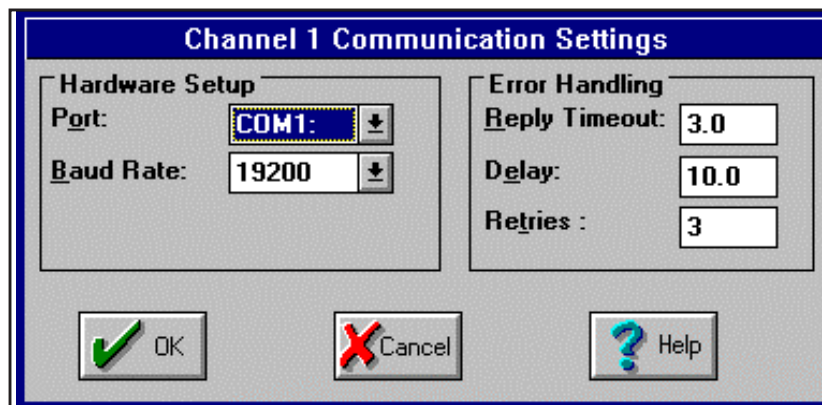 Channel 1 Communication Settings
Hardware Setup
Port: COM1:
Baud Rate: 19200
Error Handling
Reply Timeout: 3.0
Delay: 10.0
Retries : 3
OK
Cancel
Help